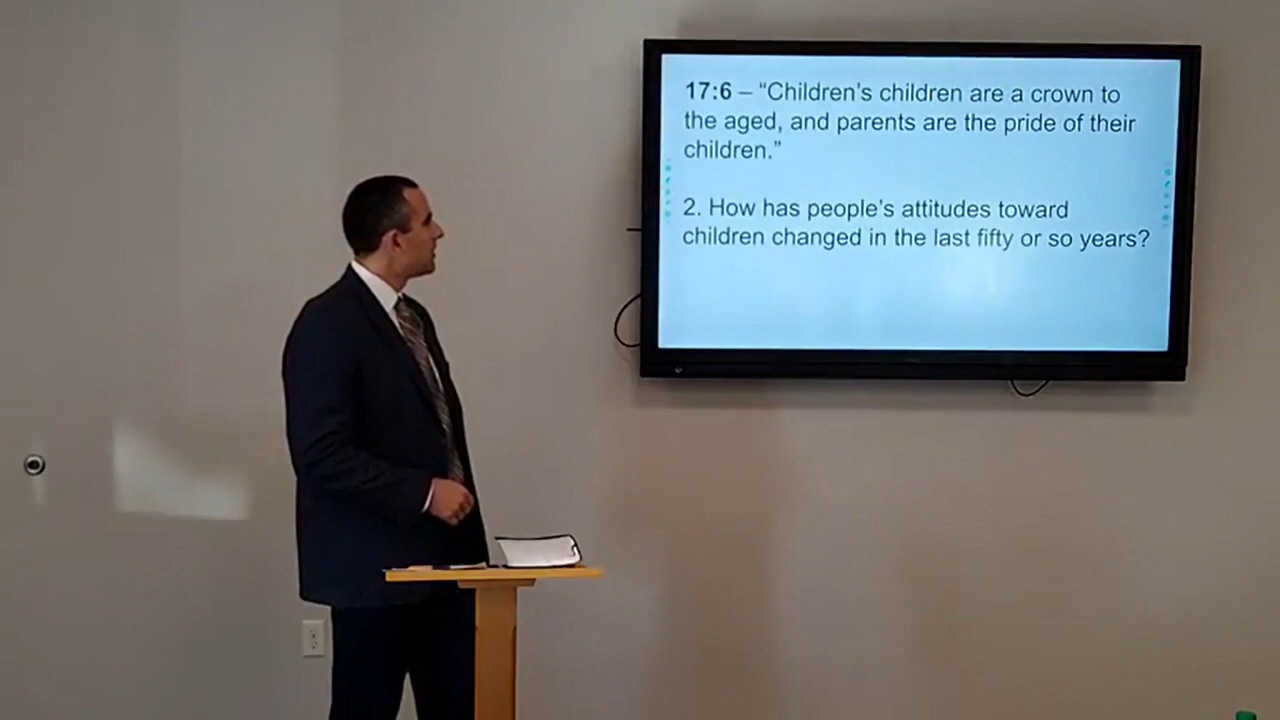 17:6 – “Children’s children are a crown to
the aged, and parents are the pride of their
children.”
2. How has people’s attitudes toward
children changed in the last fifty or so years?